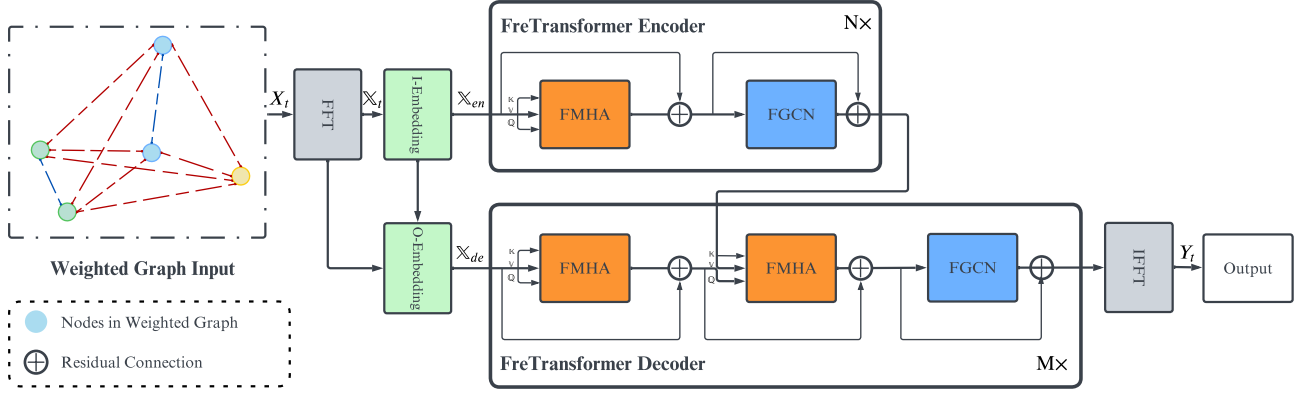 FreTransformer Encoder
N×
X_t
FFT
𝕏_t
I-Embedding
𝕏_en
K
V
Q
FMHA
FGCN
Weighted Graph Input
O-Embedding
𝕏_de
K
V
Q
FMHA
K
V
Q
FMHA
FGCN
IFFT
Y_t
Output
FreTransformer Decoder
M×
Nodes in Weighted Graph
Residual Connection